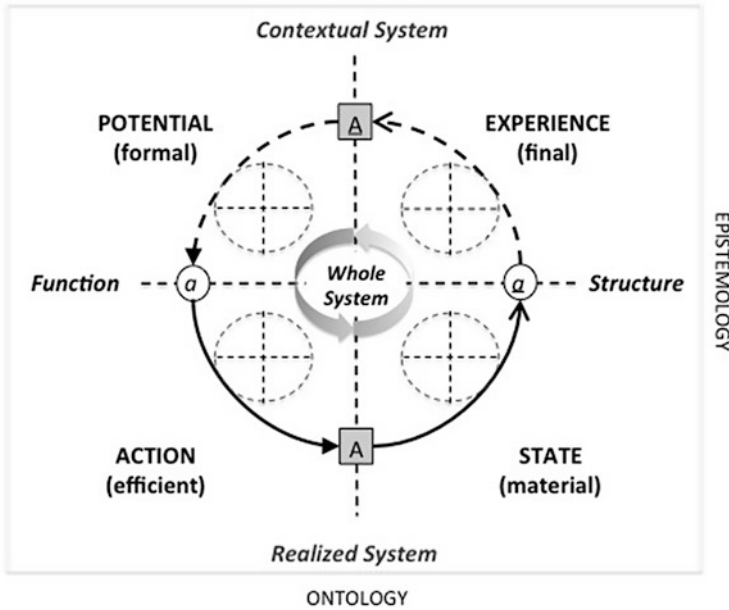 Contextual System
A
POTENTIAL
(formal)
EXPERIENCE
(final)
Function
a
Whole
System
a
Structure
EPISTEMOLOGY
A
ACTION
(efficient)
STATE
(material)
Realized System
ONTOLOGY